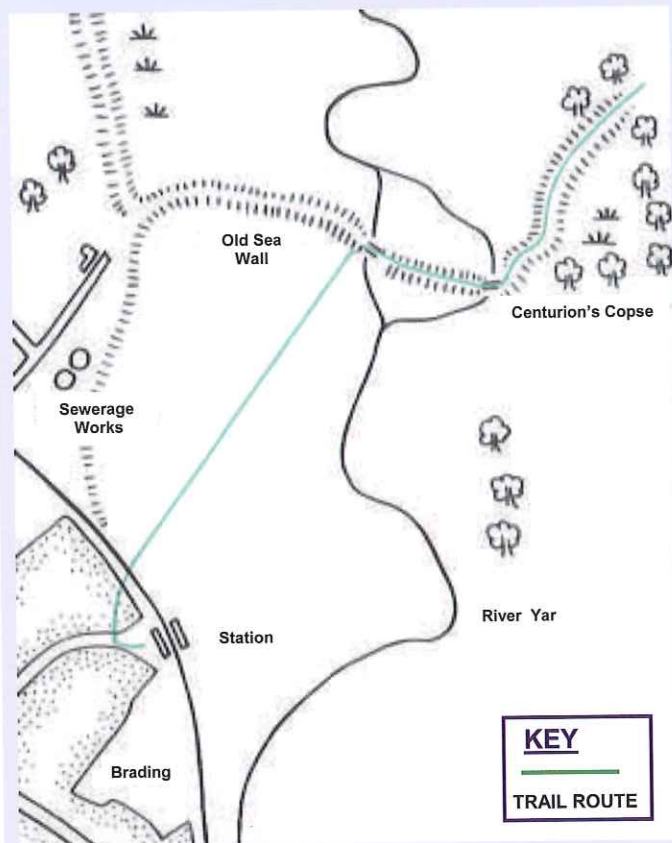 Old Sea
Wall
Centurion's Copse
Sewerage
Works
River Yar
Station
Brading
KEY
TRAIL ROUTE